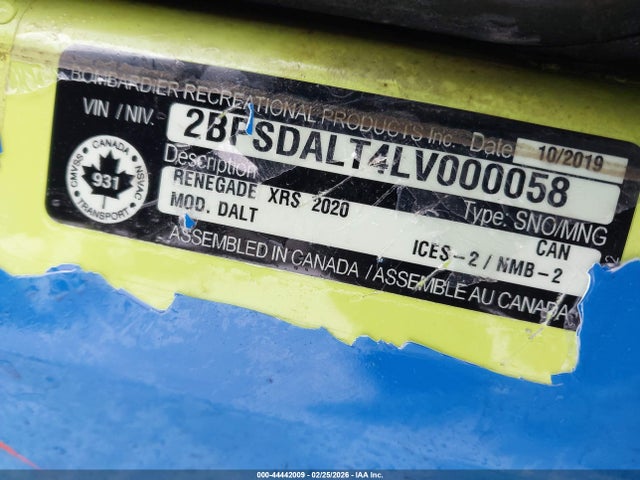 BOMBARDIER RECREATIONAL PRODUCTS Inc. Date 10/2019
VIN / NIV. 2BPSDALT4LV000058
CANADA
CMVSS
NSVAC
931
TRANSPORT
Description
Type. SNO/MNG
RENEGADE XRS 2020
CAN
MOD. DALT
ICES-2 / NMB-2
ASSEMBLED IN CANADA / ASSEMBLE AU CANADA
000-44442009 - 02/25/2026 - IAA Inc.